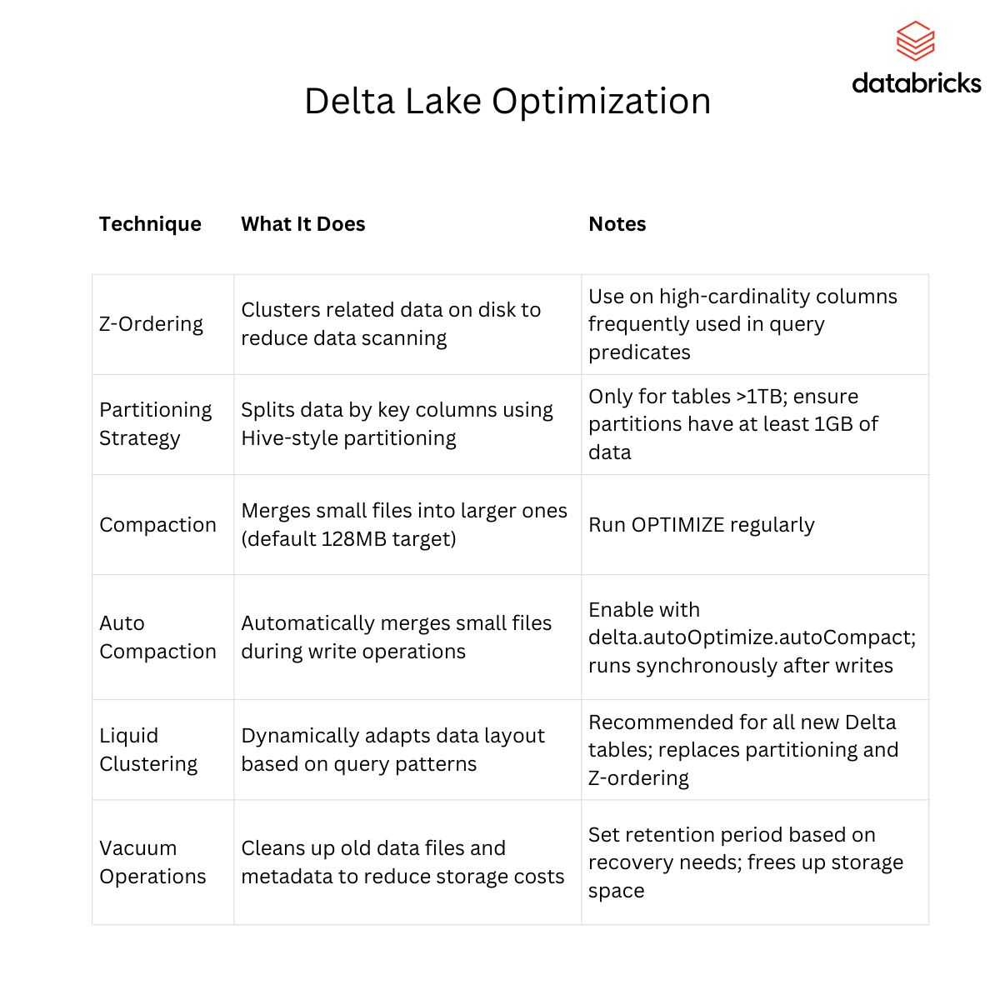 databricks
Delta Lake Optimization
Technique
What It Does
Notes
Z-Ordering
Clusters related data on disk to
reduce data scanning
Use on high-cardinality columns
frequently used in query
predicates
Partitioning
Strategy
Splits data by key columns using
Hive-style partitioning
Only for tables >1TB; ensure
partitions have at least 1GB of
data
Compaction
Merges small files into larger ones
(default 128MB target)
Run OPTIMIZE regularly
Auto
Compaction
Automatically merges small files
during write operations
Enable with
delta.autoOptimize.autoCompact;
runs synchronously after writes
Liquid
Clustering
Dynamically adapts data layout
based on query patterns
Recommended for all new Delta
tables; replaces partitioning and
Z-ordering
Vacuum
Operations
Cleans up old data files and
metadata to reduce storage costs
Set retention period based on
recovery needs; frees up storage
space